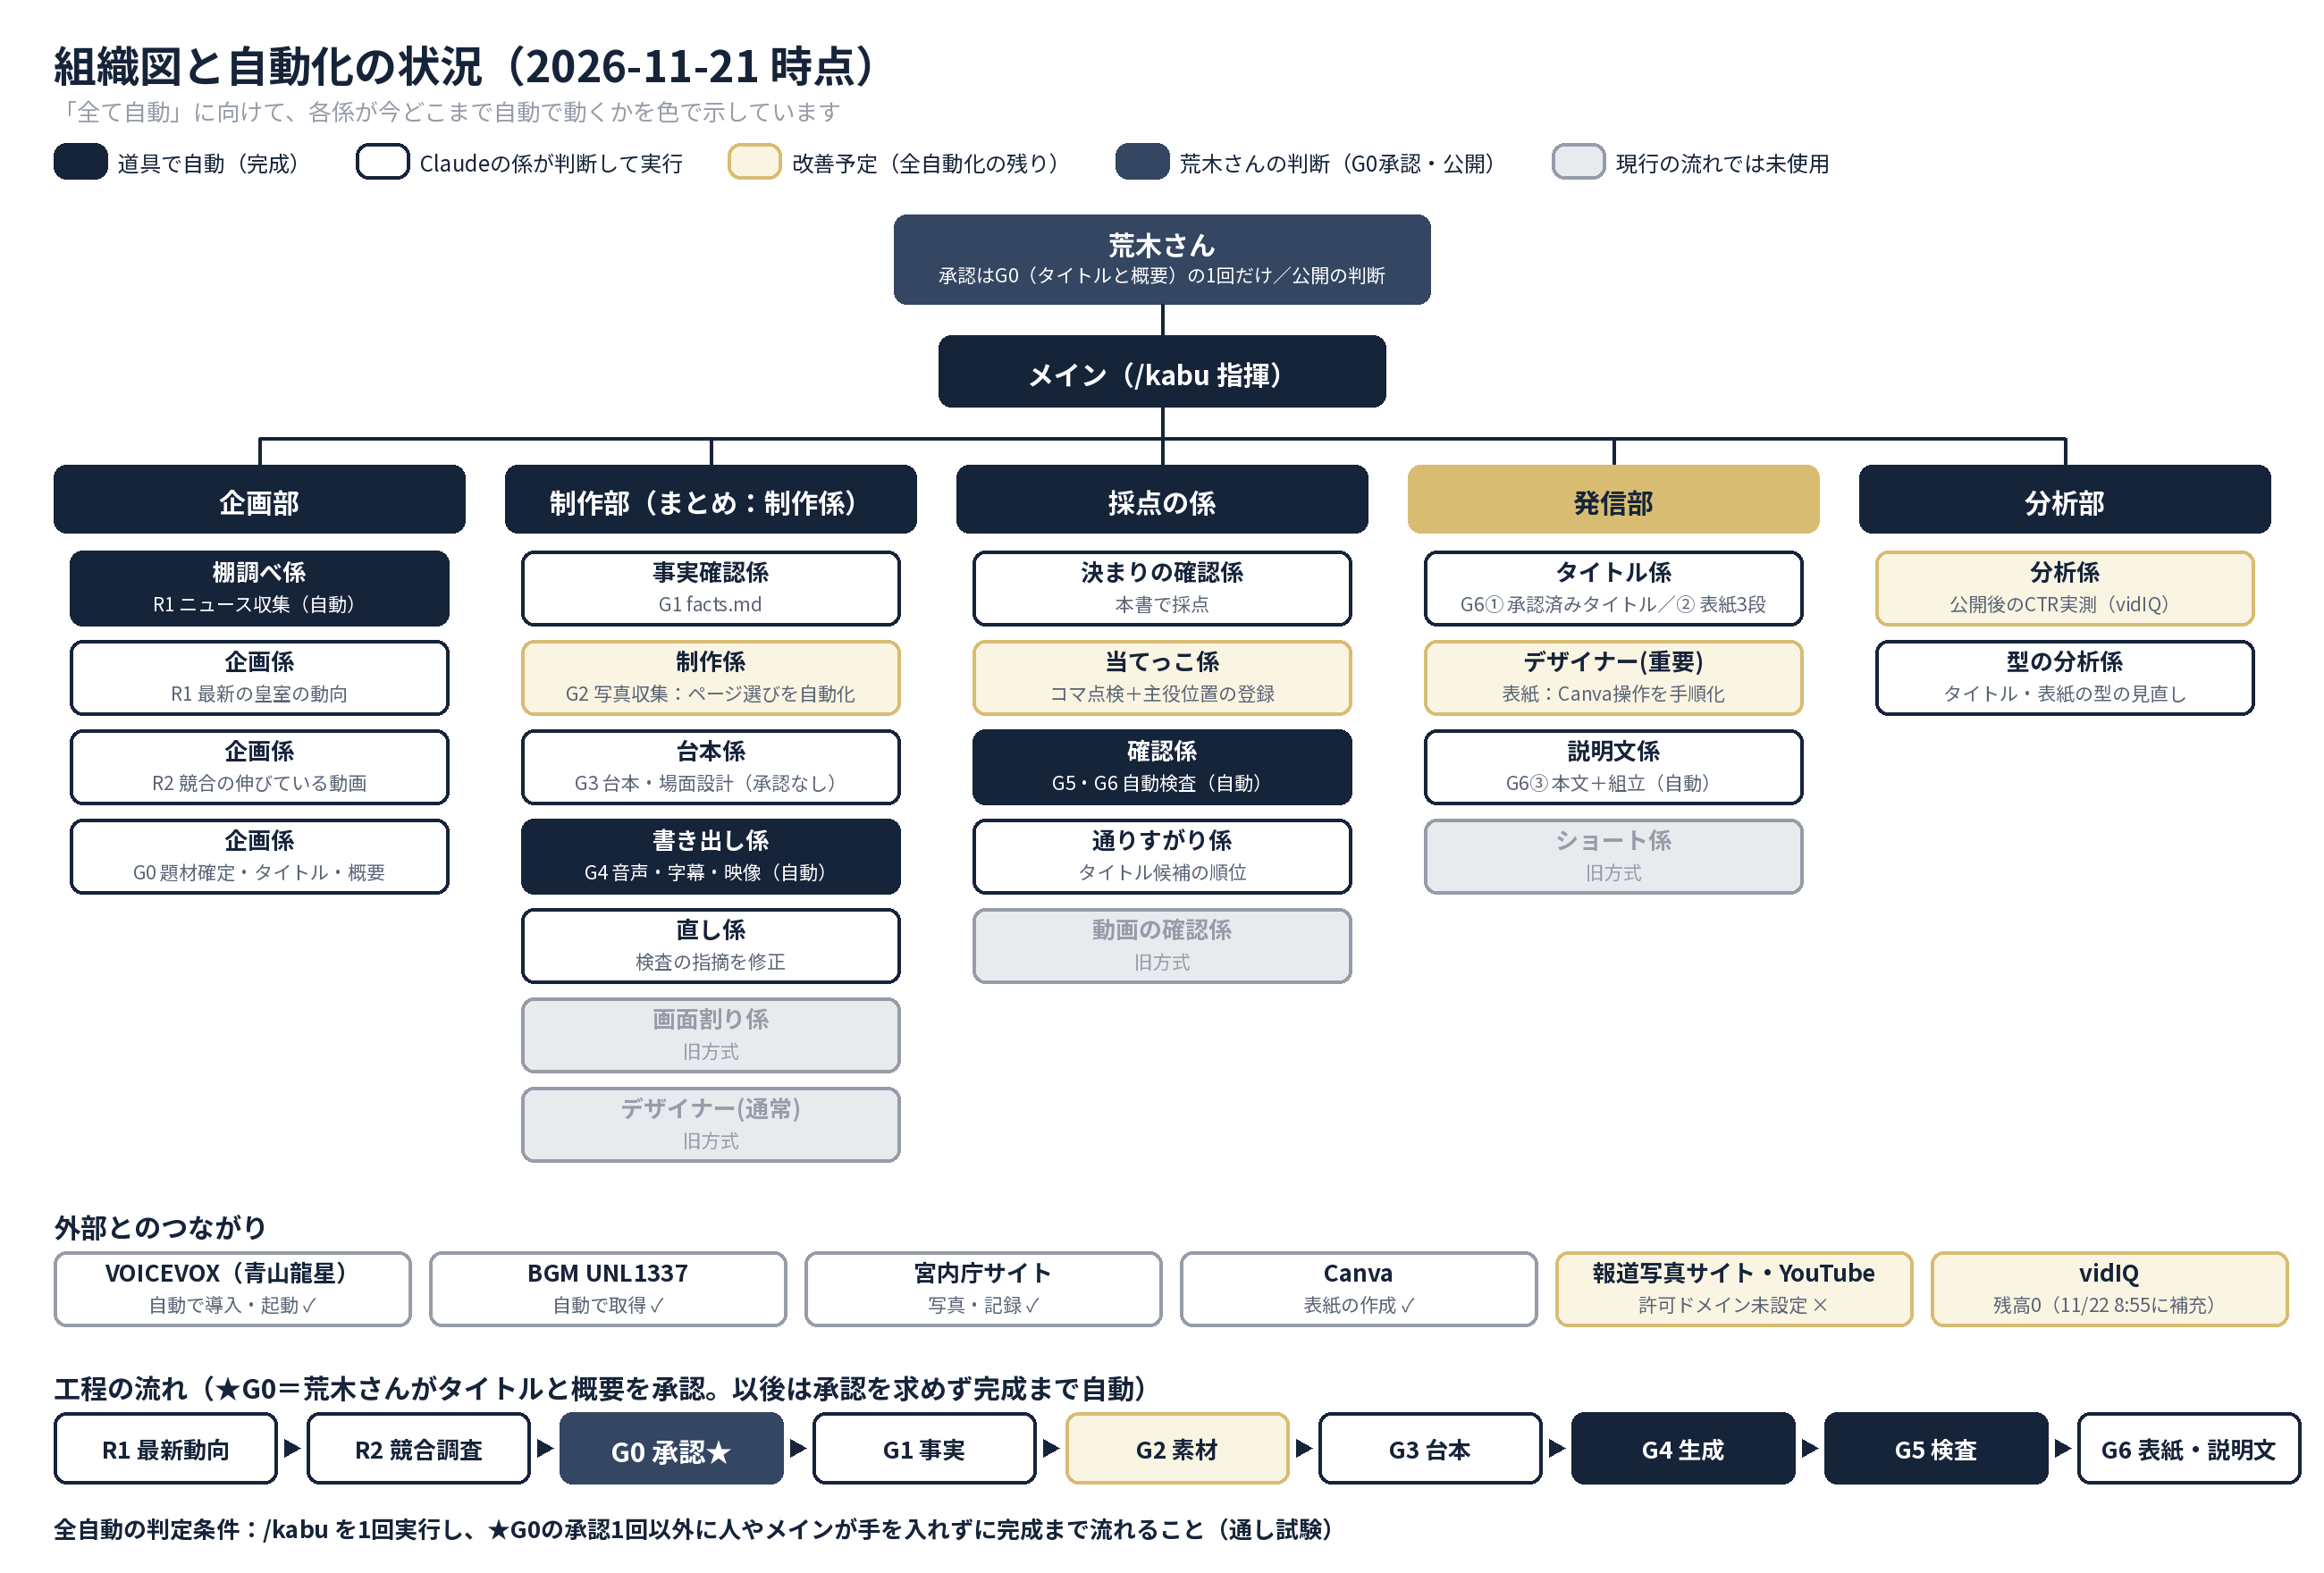 組織図と自動化の状況（2026-11-21 時点）
「全て自動」に向けて、各係が今どこまで自動で動くかを色で示しています
道具で自動（完成）
Claudeの係が判断して実行
改善予定（全自動化の残り）
荒木さんの判断（G0承認・公開）
現行の流れでは未使用
荒木さん
承認はG0（タイトルと概要）の1回だけ／公開の判断
メイン（/kabu 指揮）
企画部
棚調べ係
R1 ニュース収集（自動）
企画係
R1 最新の皇室の動向
企画係
R2 競合の伸びている動画
企画係
G0 題材確定・タイトル・概要
制作部（まとめ：制作係）
事実確認係
G1 facts.md
制作係
G2 写真収集：ページ選びを自動化
台本係
G3 台本・場面設計（承認なし）
書き出し係
G4 音声・字幕・映像（自動）
直し係
検査の指摘を修正
画面割り係
旧方式
デザイナー(通常)
旧方式
採点の係
決まりの確認係
本書で採点
当てっこ係
コマ点検＋主役位置の登録
確認係
G5・G6 自動検査（自動）
通りすがり係
タイトル候補の順位
動画の確認係
旧方式
発信部
タイトル係
G6① 承認済みタイトル／② 表紙3段
デザイナー(重要)
表紙：Canva操作を手順化
説明文係
G6③ 本文＋組立（自動）
ショート係
旧方式
分析部
分析係
公開後のCTR実測（vidIQ）
型の分析係
タイトル・表紙の型の見直し
外部とのつながり
VOICEVOX（青山龍星）
自動で導入・起動 ✓
BGM UNL1337
自動で取得 ✓
宮内庁サイト
写真・記録 ✓
Canva
表紙の作成 ✓
報道写真サイト・YouTube
許可ドメイン未設定 ×
vidIQ
残高0（11/22 8:55に補充）
工程の流れ（★G0＝荒木さんがタイトルと概要を承認。以後は承認を求めず完成まで自動）
R1 最新動向
R2 競合調査
G0 承認★
G1 事実
G2 素材
G3 台本
G4 生成
G5 検査
G6 表紙・説明文
全自動の判定条件：/kabu を1回実行し、★G0の承認1回以外に人やメインが手を入れずに完成まで流れること（通し試験）